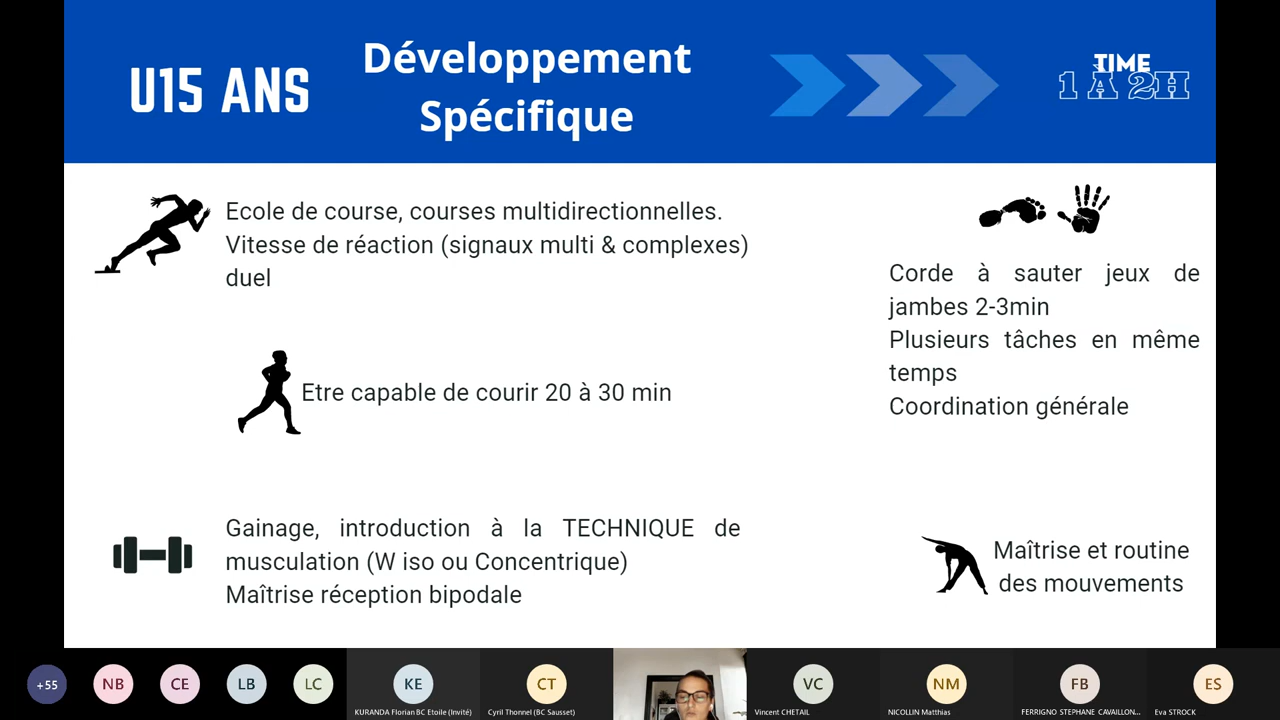 U15 ANS
Développement
Spécifique
TIME
1 À 2H
Ecole de course, courses multidirectionnelles.
Vitesse de réaction (signaux multi & complexes)
duel
Corde à sauter jeux de
jambes 2-3min
Plusieurs tâches en même
temps
Coordination générale
Etre capable de courir 20 à 30 min
Gainage, introduction à la TECHNIQUE de
musculation (W iso ou Concentrique)
Maîtrise réception bipodale
Maîtrise et routine
des mouvements
+55
NB
CE
LB
LC
KE
KURANDA Florian BC Etoile (Invité)
CT
Cyril Thonnel (BC Sausset)
VC
Vincent CHETAIL
NM
NICOLLIN Matthias
FB
FERRIGNO STEPHANE CAVAILLON...
ES
Eva STROCK